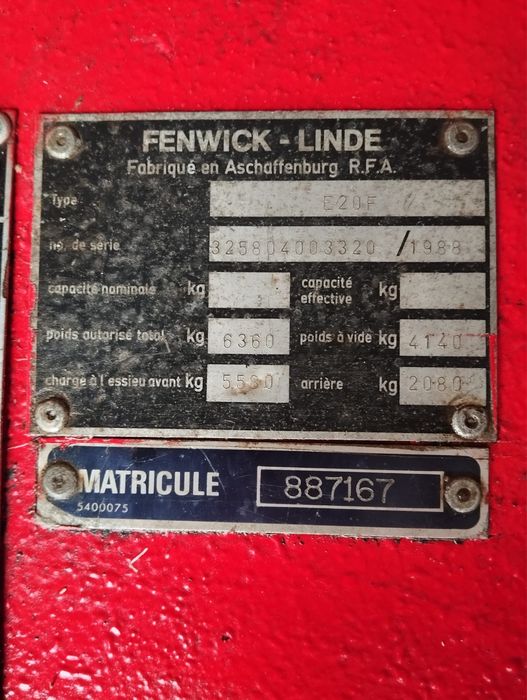 FENWICK - LINDE
Fabriqué en Aschaffenburg R.F.A.
Type E20F
no. de série 325804003320 / 1988
capacité nominale kg capacité effective kg
poids autorisé total kg 6360 poids à vide kg 4140
charge à l'essieu avant kg 5590 arrière kg 2080
MATRICULE 887167
5400075